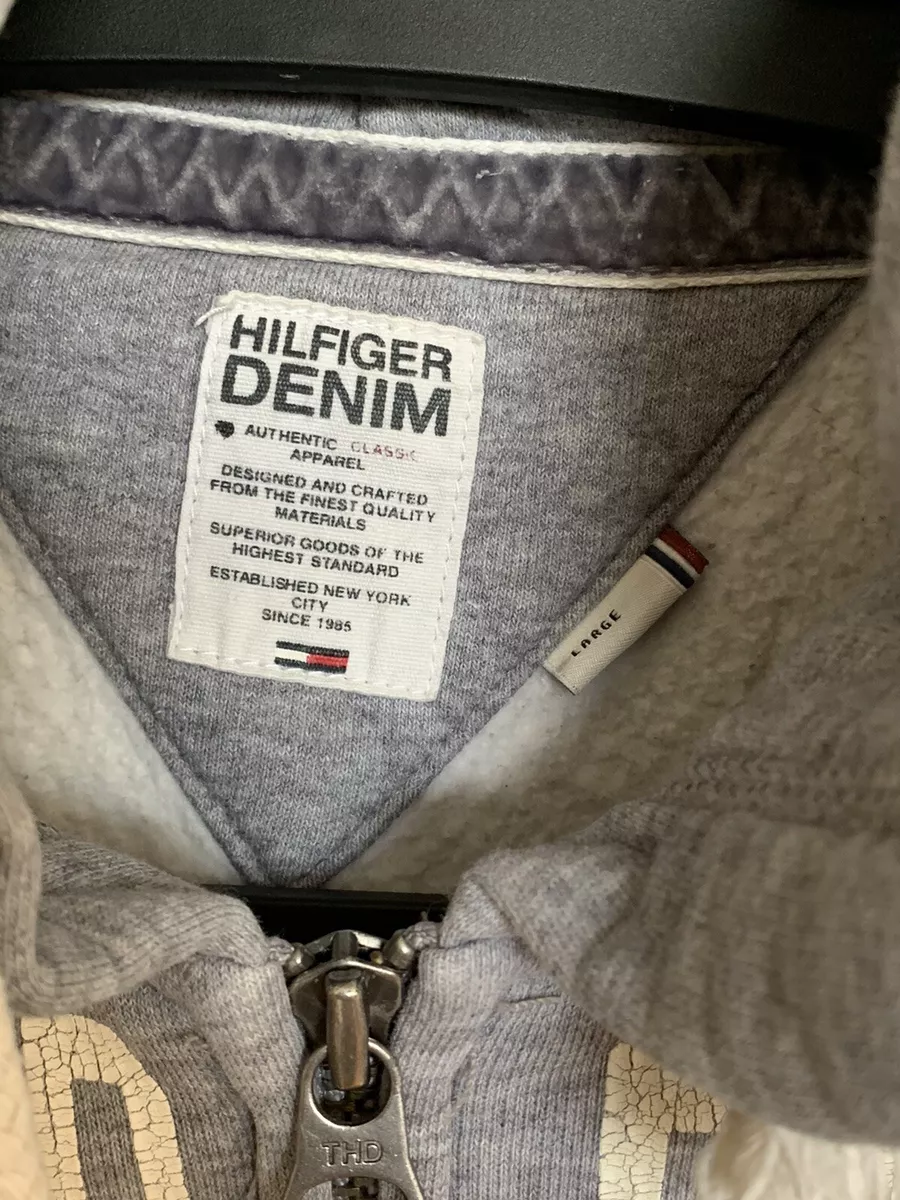 HILFIGER
DENIM
AUTHENTIC CLASSIC
APPAREL
DESIGNED AND CRAFTED
FROM THE FINEST QUALITY
MATERIALS
SUPERIOR GOODS OF THE
HIGHEST STANDARD
ESTABLISHED NEW YORK
CITY
SINCE 1985
LARGE
THD